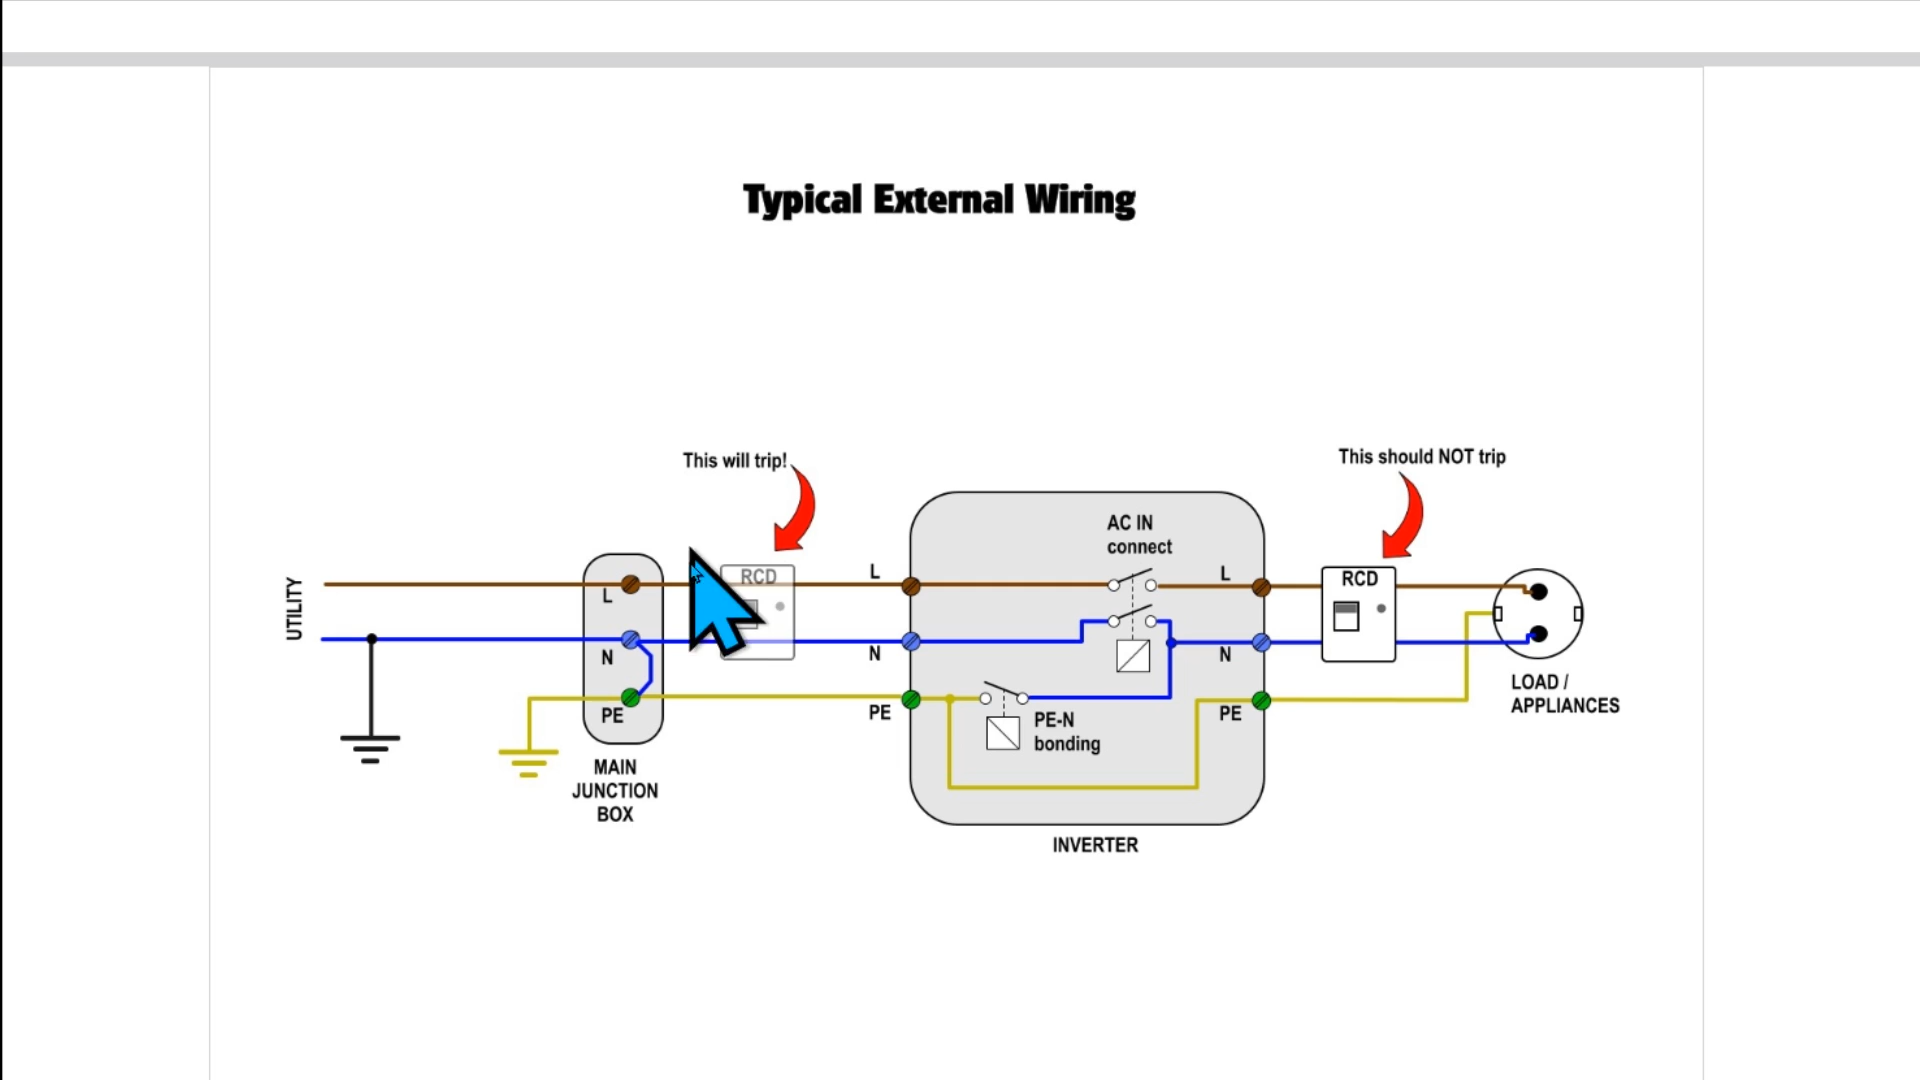 Typical External Wiring
This will trip!
This should NOT trip
AC IN
connect
RCD
L
L
RCD
UTILITY
L
N
N
N
PE
PE
PE
PE-N
bonding
LOAD /
APPLIANCES
MAIN
JUNCTION
BOX
INVERTER